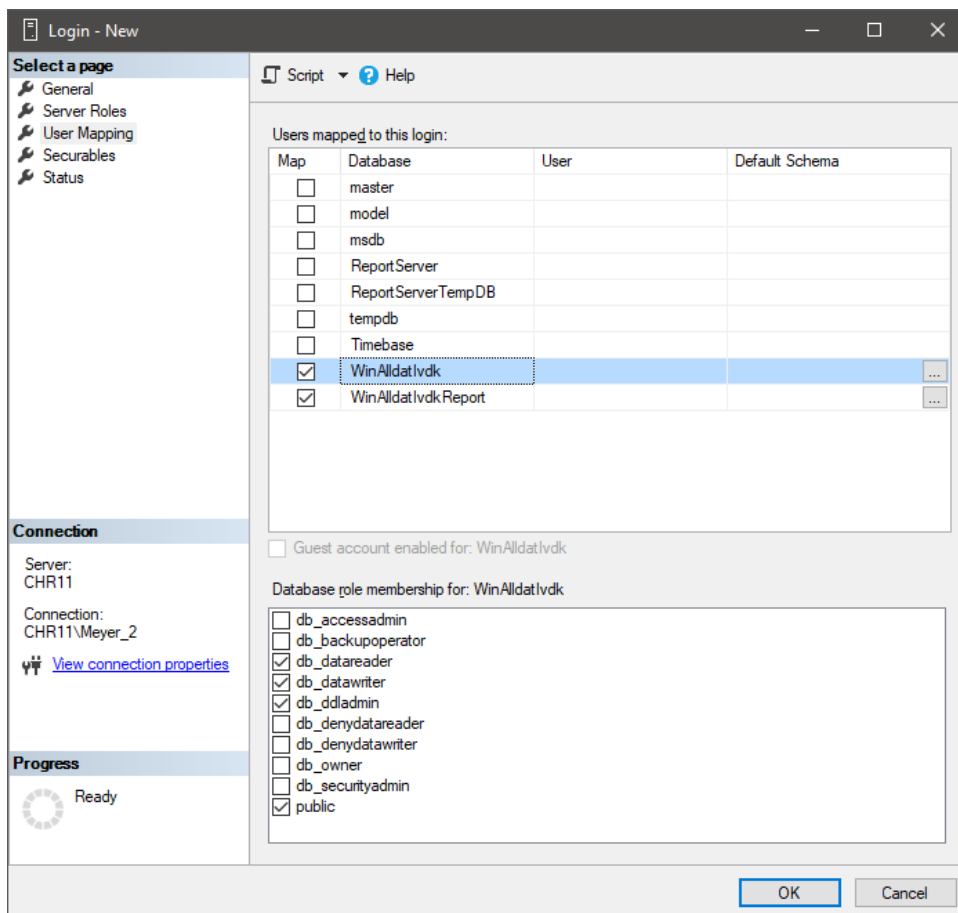 Login - New
Select a page
General
Server Roles
User Mapping
Securables
Status
Script Help
Users mapped to this login:
Map Database User Default Schema
master
model
msdb
ReportServer
ReportServerTempDB
tempdb
Timebase
WinAlldatIvdk ...
WinAlldatIvdkReport ...
Guest account enabled for: WinAlldatIvdk
Database role membership for: WinAlldatIvdk
db_accessadmin
db_backupoperator
db_datareader
db_datawriter
db_ddladmin
db_denydatareader
db_denydatawriter
db_owner
db_securityadmin
public
Connection
Server:
CHR11
Connection:
CHR11\Meyer_2
View connection properties
Progress
Ready
OK Cancel